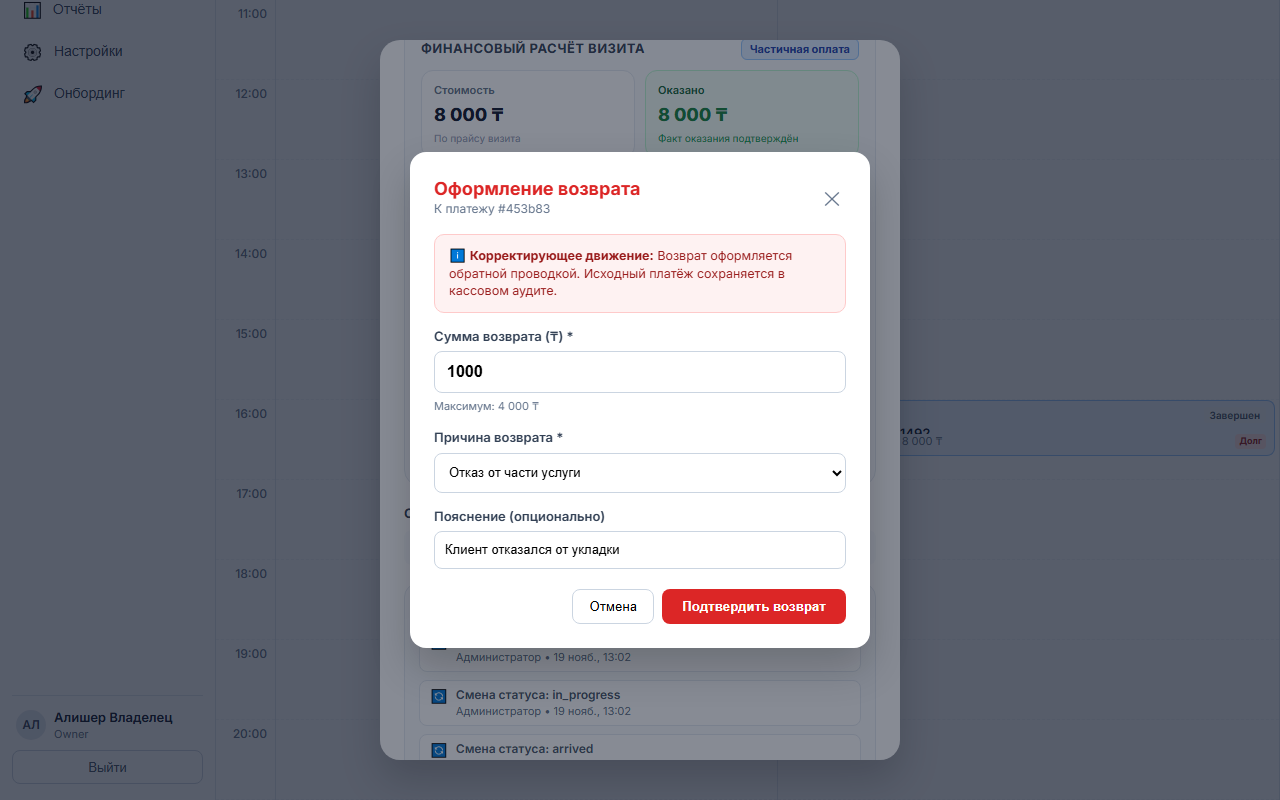 Отчёты
Настройки
Онбординг
АЛ
Алишер Владелец
Owner
Выйти
11:00
12:00
13:00
14:00
15:00
16:00
17:00
18:00
19:00
20:00
ФИНАНСОВЫЙ РАСЧЁТ ВИЗИТА
Частичная оплата
Стоимость
8 000 ₸
По прайсу визита
Оказано
8 000 ₸
Факт оказания подтверждён
Оформление возврата
К платежу #453b83
Корректирующее движение: Возврат оформляется
обратной проводкой. Исходный платёж сохраняется в
кассовом аудите.
Сумма возврата (₸) *
1000
Максимум: 4 000 ₸
Причина возврата *
Отказ от части услуги
Пояснение (опционально)
Клиент отказался от укладки
Отмена
Подтвердить возврат
Администратор • 19 нояб., 13:02
Смена статуса: in_progress
Администратор • 19 нояб., 13:02
Смена статуса: arrived
Завершен
1492
8 000 ₸
Долг